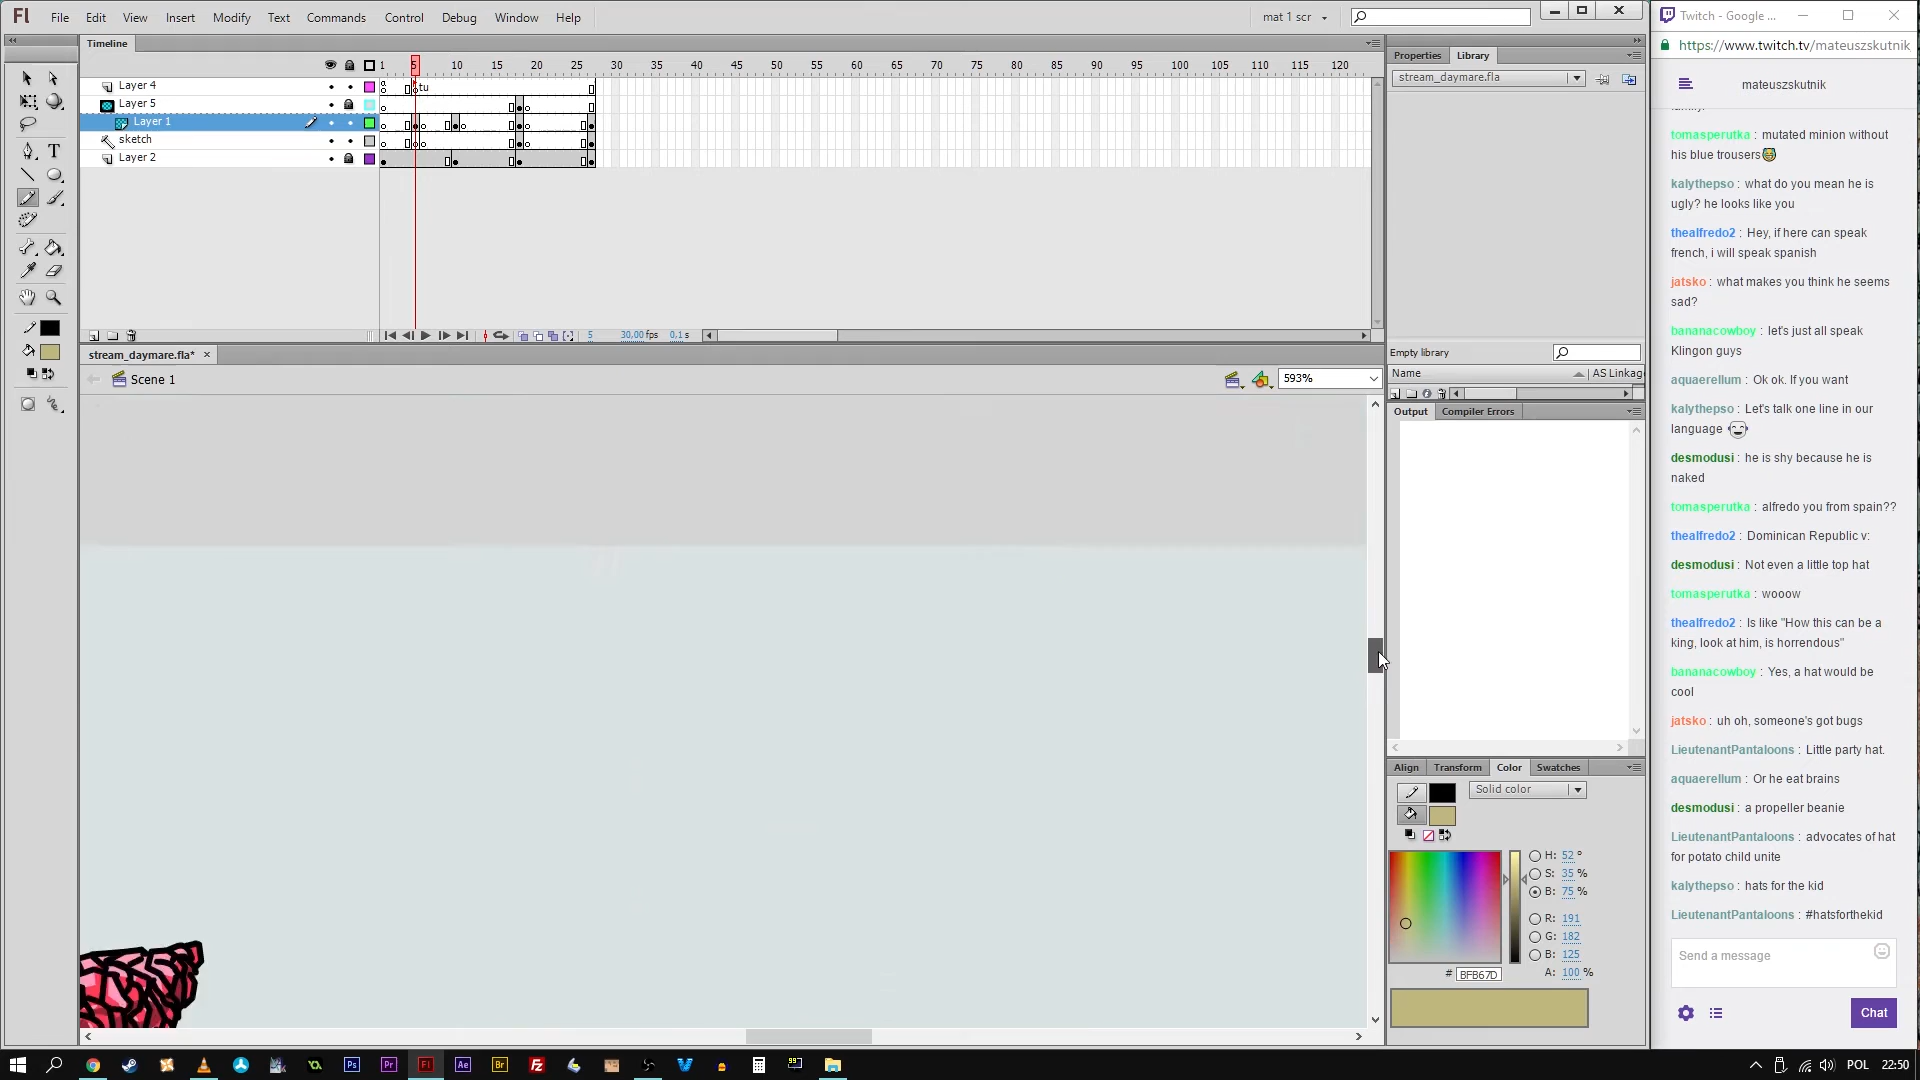 Fl File Edit View Insert Modify Text Commands Control Debug Window Help mat 1 scr
Timeline
1 5 10 15 20 25 30 35 40 45 50 55 60 65 70 75 80 85 90 95 100 105 110 115 120
Layer 4 tu
Layer 5
Layer 1
sketch
Layer 2
5 30,00 fps 0,1 s
stream_daymare.fla*
Scene 1 593%
Properties Library
stream_daymare.fla
Empty library
Name AS Linkag
Output Compiler Errors
Align Transform Color Swatches
Solid color
H: 52 °
S: 35 %
B: 75 %
R: 191
G: 182
B: 125
# BFB67D A: 100 %
Twitch - Google ...
https://www.twitch.tv/mateuszskutnik
mateuszskutnik
tomasperutka : mutated minion without
his blue trousers
kalythepso : what do you mean he is
ugly? he looks like you
thealfredo2 : Hey, if here can speak
french, i will speak spanish
jatsko : what makes you think he seems
sad?
bananacowboy : let's just all speak
Klingon guys
aquaerellum : Ok ok. If you want
kalythepso : Let's talk one line in our
language
desmodusi : he is shy because he is
naked
tomasperutka : alfredo you from spain??
thealfredo2 : Dominican Republic v:
desmodusi : Not even a little top hat
tomasperutka : wooow
thealfredo2 : Is like "How this can be a
king, look at him, is horrendous"
bananacowboy : Yes, a hat would be
cool
jatsko : uh oh, someone's got bugs
LieutenantPantaloons : Little party hat.
aquaerellum : Or he eat brains
desmodusi : a propeller beanie
LieutenantPantaloons : advocates of hat
for potato child unite
kalythepso : hats for the kid
LieutenantPantaloons : #hatsforthekid
Send a message
Chat
Ps Pr Fl Ae Br Fz POL 22:50